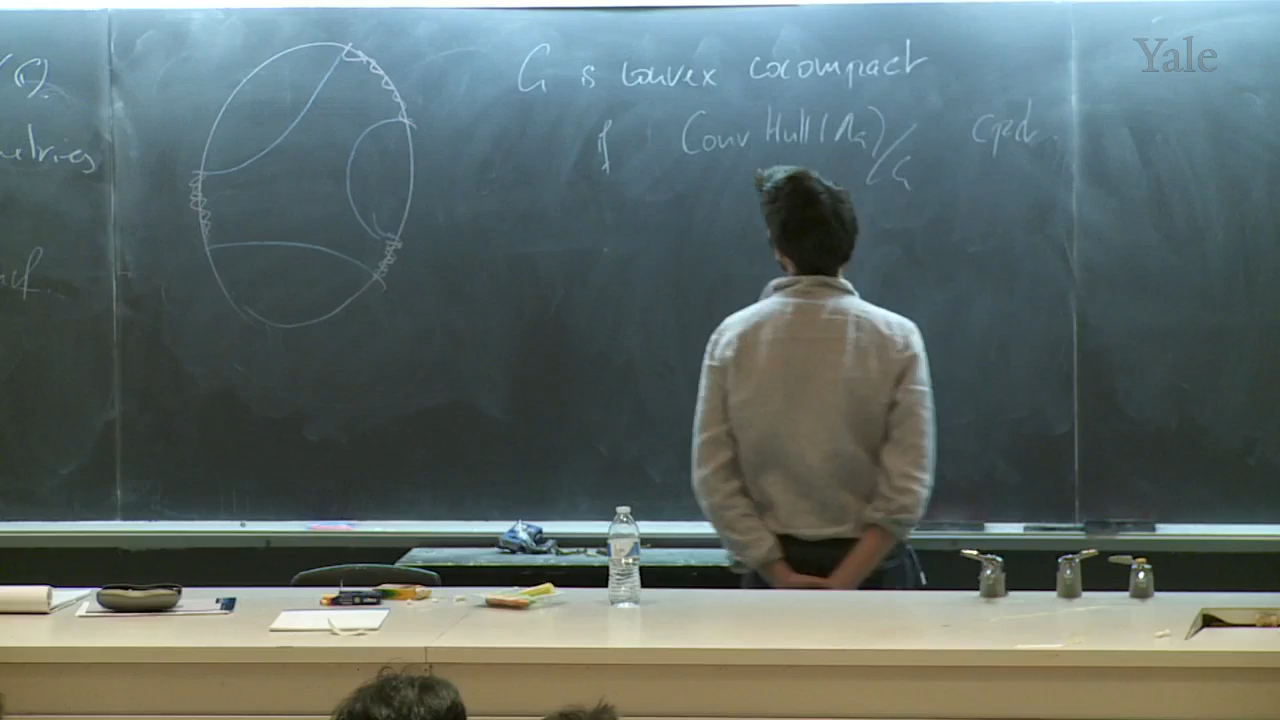 G is convex cocompact
Yale
if Conv Hull(Λ_G)/G cpct.